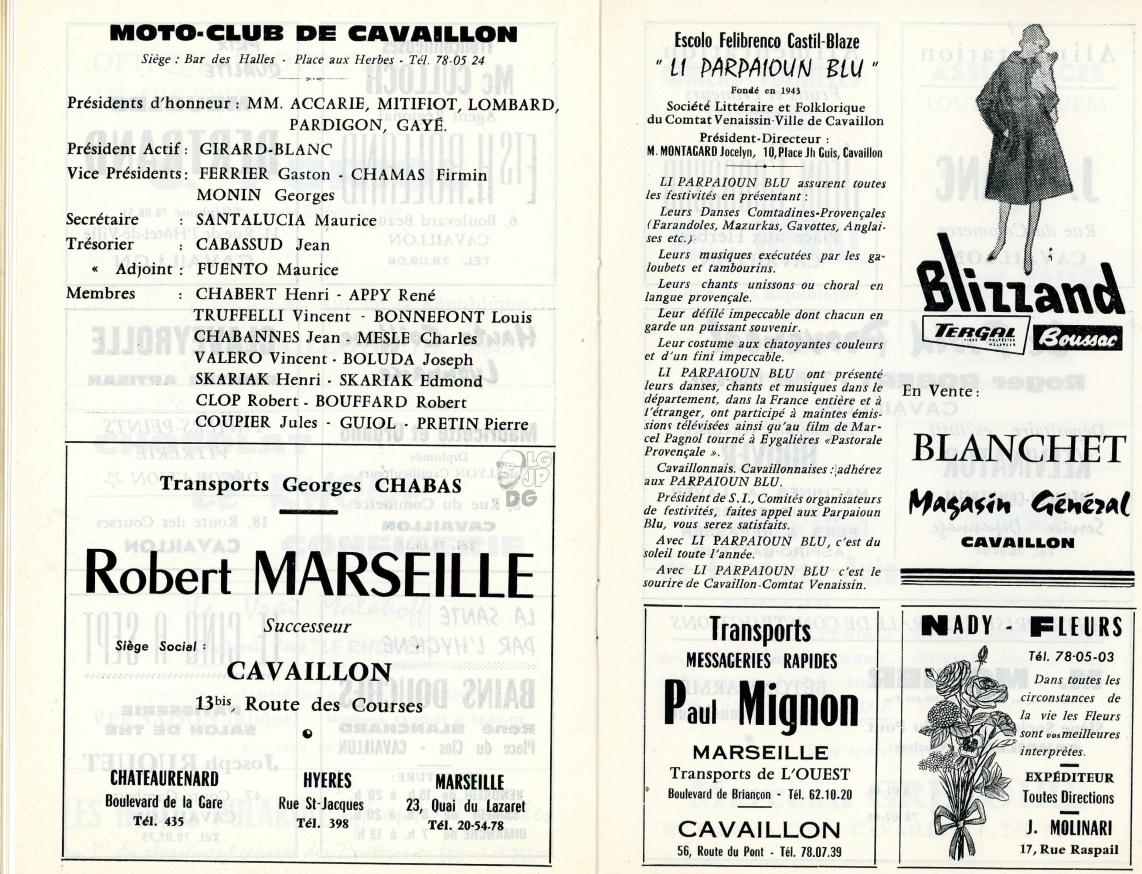 MOTO-CLUB DE CAVAILLON
Siège : Bar des Halles - Place aux Herbes - Tél. 78-05 24
Présidents d'honneur : MM. ACCARIE, MITIFIOT, LOMBARD,
PARDIGON, GAYÉ.
Président Actif : GIRARD-BLANC
Vice Présidents : FERRIER Gaston - CHAMAS Firmin
MONIN Georges
Secrétaire : SANTALUCIA Maurice
Trésorier : CABASSUD Jean
« Adjoint : FUENTO Maurice
Membres : CHABERT Henri - APPY René
TRUFFELLI Vincent - BONNEFONT Louis
CHABANNES Jean - MESLE Charles
VALERO Vincent - BOLUDA Joseph
SKARIAK Henri - SKARIAK Edmond
CLOP Robert - BOUFFARD Robert
COUPIER Jules - GUIOL - PRETIN Pierre
LG
JP
DG
Transports Georges CHABAS
Robert MARSEILLE
Successeur
Siège Social :
CAVAILLON
13bis, Route des Courses
CHATEAURENARD
Boulevard de la Gare
Tél. 435
HYERES
Rue St-Jacques
Tél. 398
MARSEILLE
23, Quai du Lazaret
Tél. 20-54-78
Escolo Felibrenco Castil-Blaze
" LI PARPAIOUN BLU "
Fondé en 1943
Société Littéraire et Folklorique
du Comtat Venaissin-Ville de Cavaillon
Président-Directeur :
M. MONTAGARD Jocelyn, 10, Place Jh Guis, Cavaillon
LI PARPAIOUN BLU assurent toutes
les festivités en présentant :
Leurs Danses Comtadines-Provençales
(Farandoles, Mazurkas, Gavottes, Anglai-
ses etc.)
Leurs musiques exécutées par les ga-
loubets et tambourins.
Leurs chants unissons ou choral en
langue provençale.
Leur défilé impeccable dont chacun en
garde un puissant souvenir.
Leur costume aux chatoyantes couleurs
et d'un fini impeccable.
LI PARPAIOUN BLU ont présenté
leurs danses, chants et musiques dans le
département, dans la France entière et à
l'étranger, ont participé à maintes émis-
sions télévisées ainsi qu'au film de Mar-
cel Pagnol tourné à Eygalières «Pastorale
Provençale ».
Cavaillonnais. Cavaillonnaises : adhérez
aux PARPAIOUN BLU.
Président de S.I., Comités organisateurs
de festivités, faites appel aux Parpaioun
Blu, vous serez satisfaits.
Avec LI PARPAIOUN BLU, c'est du
soleil toute l'année.
Avec LI PARPAIOUN BLU c'est le
sourire de Cavaillon-Comtat Venaissin.
Blizzand
TERGAL
Boussac
En Vente :
BLANCHET
Magasin Général
CAVAILLON
Transports
MESSAGERIES RAPIDES
Paul Mignon
MARSEILLE
Transports de L'OUEST
Boulevard de Briançon - Tél. 62.10.20
CAVAILLON
56, Route du Pont - Tél. 78.07.39
NADY - FLEURS
Tél. 78-05-03
Dans toutes les
circonstances de
la vie les Fleurs
sont vos meilleures
interprètes.
EXPÉDITEUR
Toutes Directions
J. MOLINARI
17, Rue Raspail